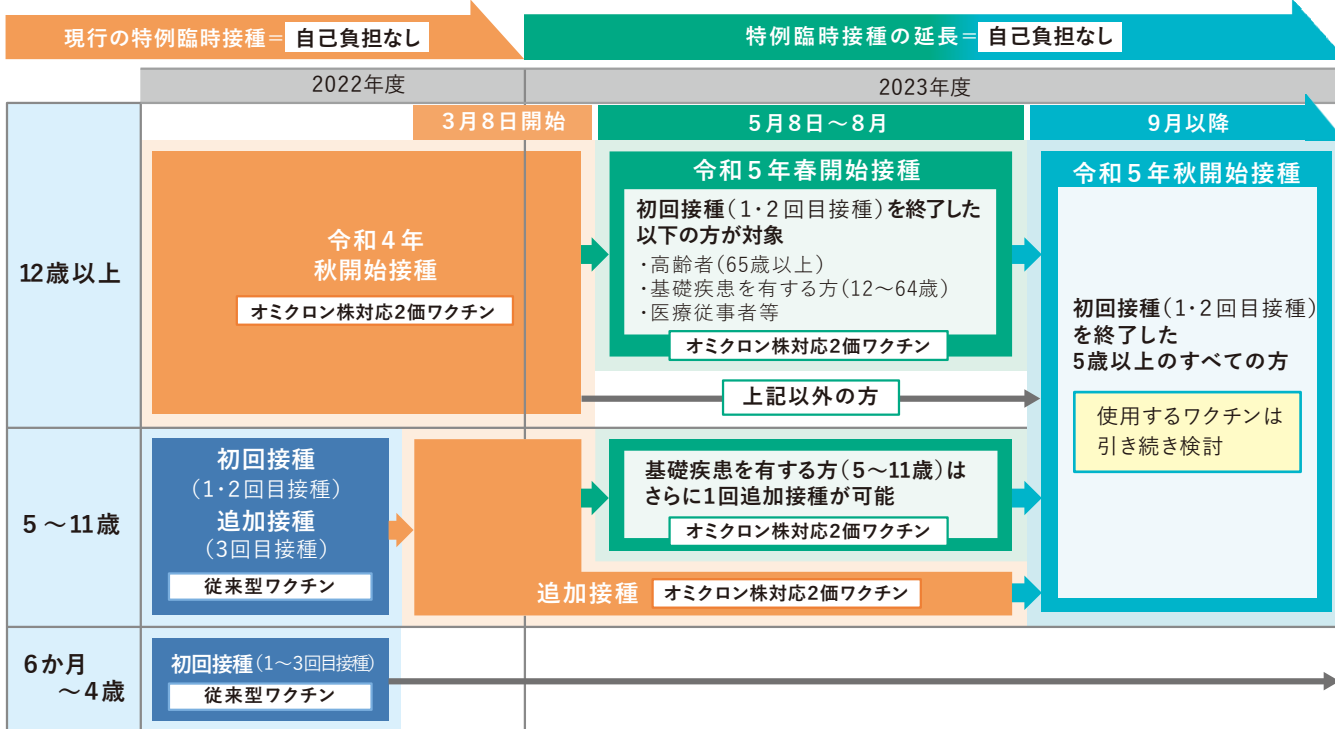 現行の特例臨時接種＝ 自己負担なし
特例臨時接種の延長＝ 自己負担なし
2022年度
2023年度
3月8日開始
5月8日～8月
9月以降
12歳以上
令和4年
秋開始接種
オミクロン株対応2価ワクチン
令和5年春開始接種
初回接種(1・2回目接種)を終了した
以下の方が対象
・高齢者(65歳以上)
・基礎疾患を有する方(12～64歳)
・医療従事者等
オミクロン株対応2価ワクチン
上記以外の方
令和5年秋開始接種
初回接種(1・2回目接種)
を終了した
5歳以上のすべての方
使用するワクチンは
引き続き検討
5～11歳
初回接種
(1・2回目接種)
追加接種
(3回目接種)
従来型ワクチン
基礎疾患を有する方(5～11歳)は
さらに1回追加接種が可能
オミクロン株対応2価ワクチン
追加接種 オミクロン株対応2価ワクチン
6か月
～4歳
初回接種(1～3回目接種)
従来型ワクチン